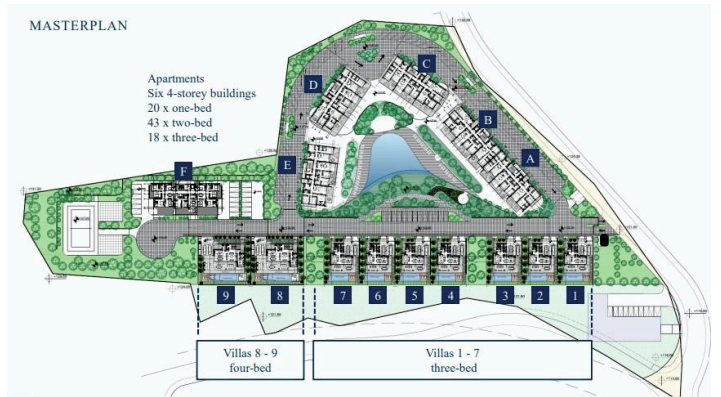 MASTERPLAN
Apartments
Six 4-storey buildings
20 x one-bed
43 x two-bed
18 x three-bed
C
D
B
A
E
F
9
8
7
6
5
4
3
2
1
Villas 8 - 9
four-bed
Villas 1 - 7
three-bed